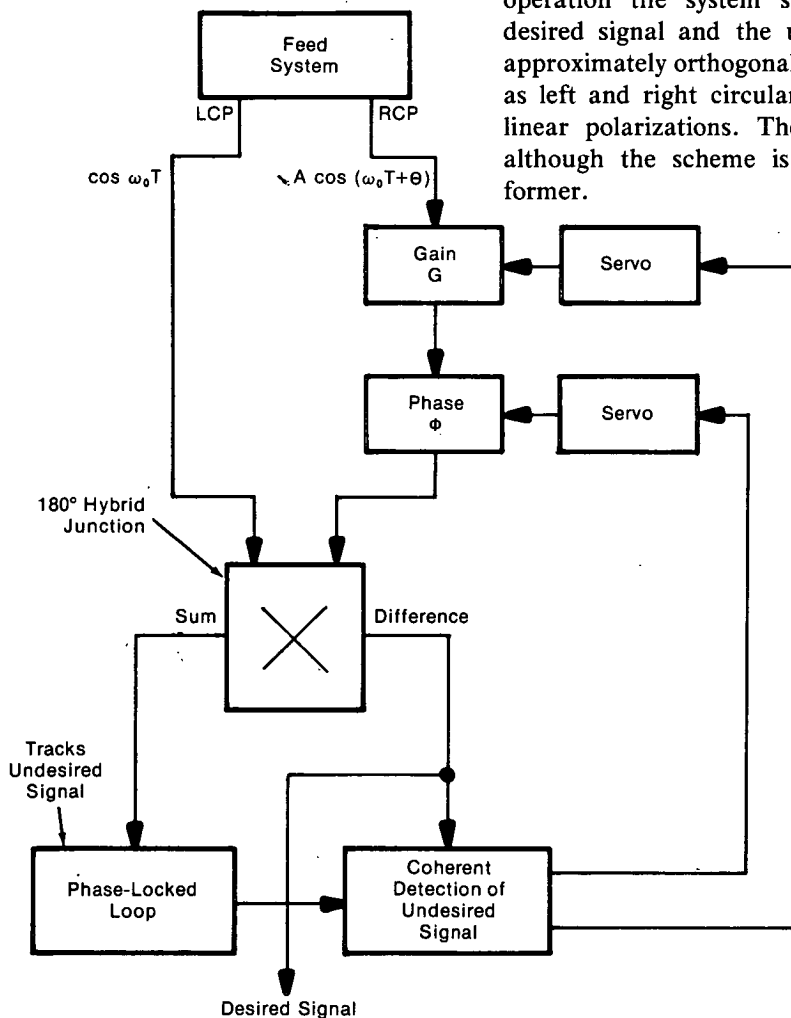 operation the system s
desired signal and the u
approximately orthogonal
as left and right circular
linear polarizations. The
although the scheme is
former.
Feed
System
LCP
RCP
cos ω₀T
A cos (ω₀T+Θ)
Gain
G
Servo
Phase
Φ
Servo
180° Hybrid
Junction
Sum
Difference
Tracks
Undesired
Signal
Phase-Locked
Loop
Coherent
Detection of
Undesired
Signal
Desired Signal